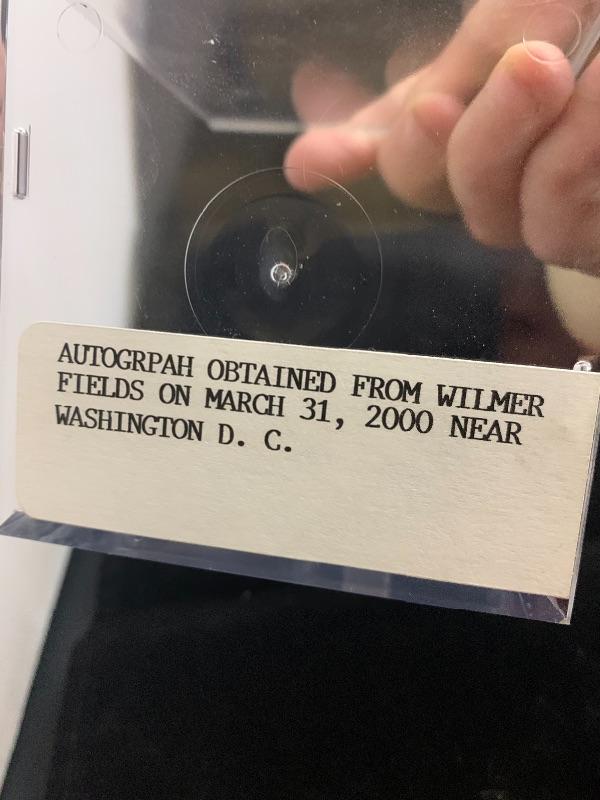 AUTOGRPAH OBTAINED FROM WILMER
FIELDS ON MARCH 31, 2000 NEAR
WASHINGTON D. C.